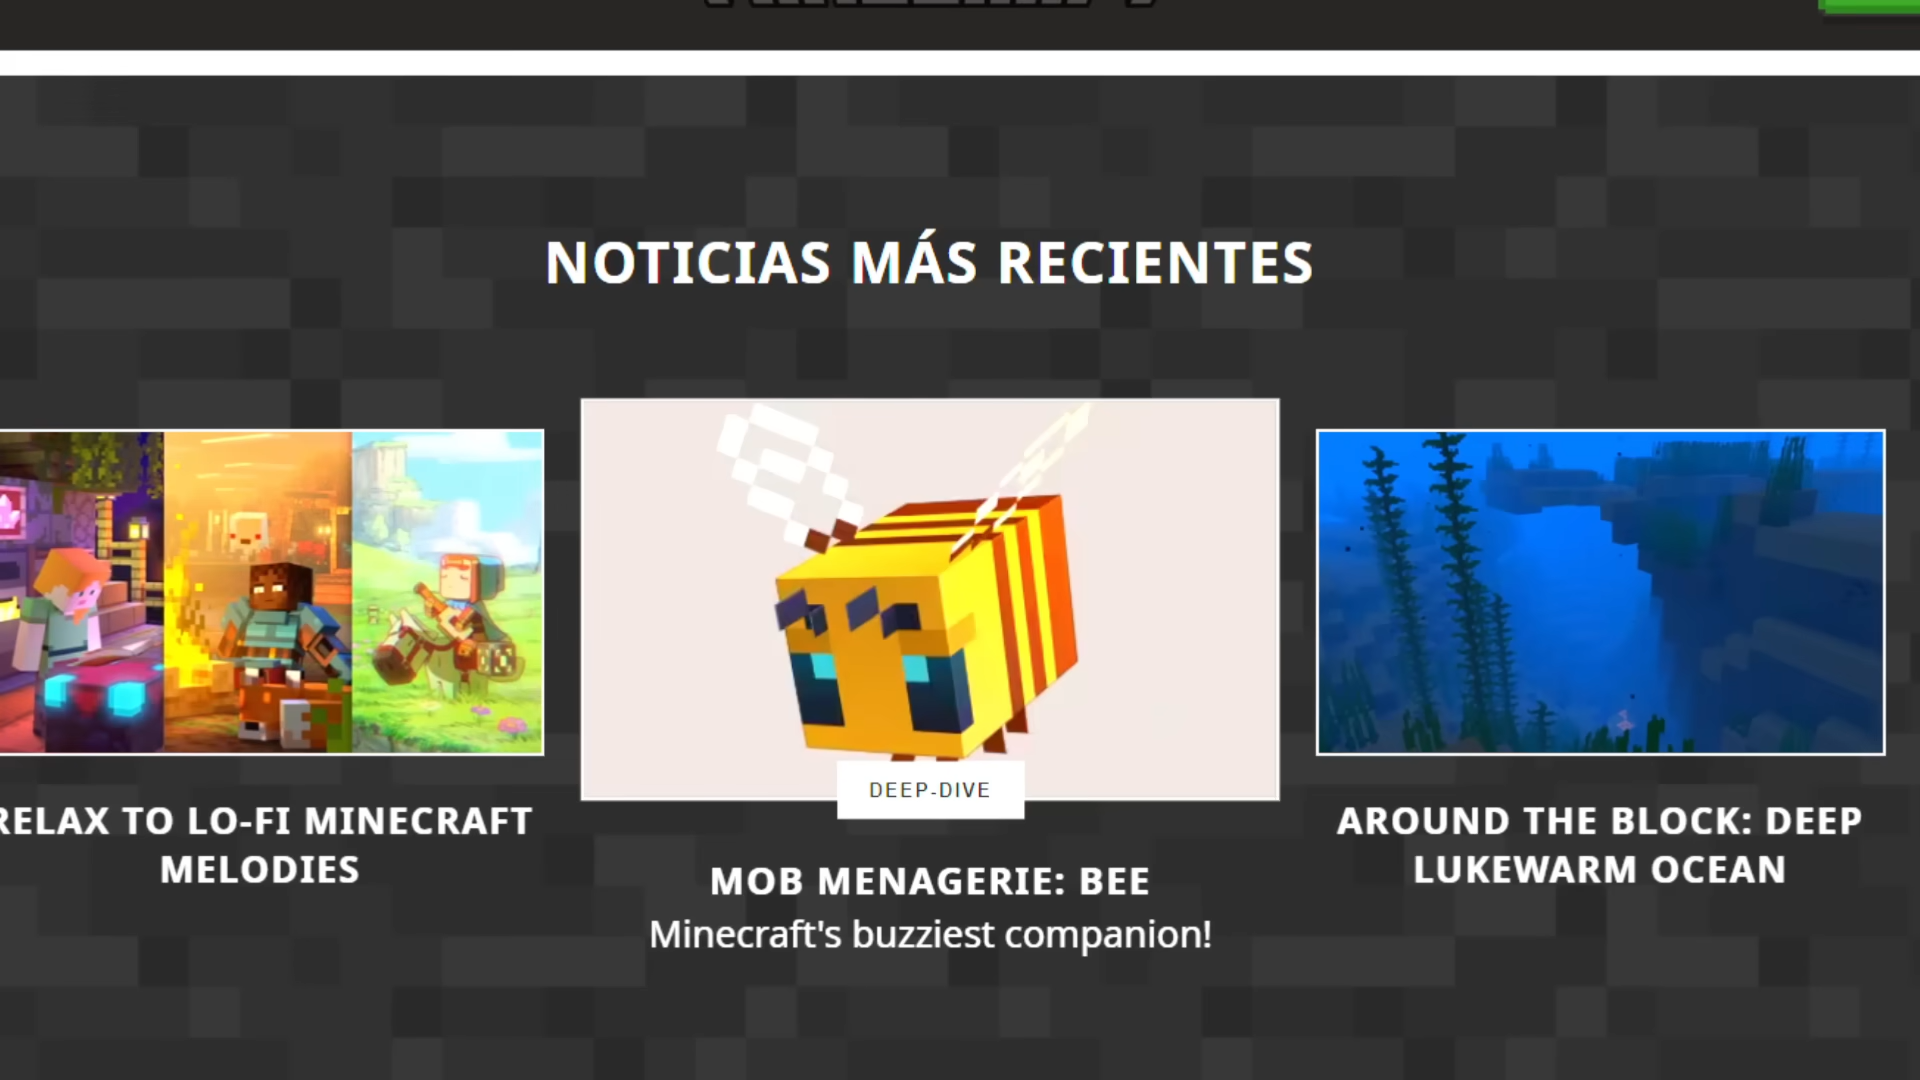 NOTICIAS MÁS RECIENTES
RELAX TO LO-FI MINECRAFT
MELODIES
DEEP-DIVE
MOB MENAGERIE: BEE
Minecraft's buzziest companion!
AROUND THE BLOCK: DEEP
LUKEWARM OCEAN